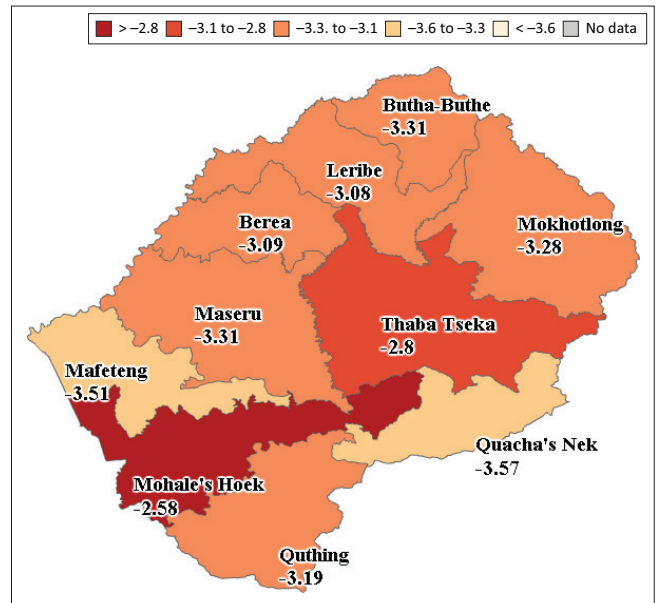 > –2.8 –3.1 to –2.8 –3.3. to –3.1 –3.6 to –3.3 < –3.6 No data
Butha-Buthe
-3.31
Leribe
-3.08
Berea
-3.09
Mokhotlong
-3.28
Maseru
-3.31
Thaba Tseka
-2.8
Mafeteng
-3.51
Quacha's Nek
-3.57
Mohale's Hoek
-2.58
Quthing
-3.19